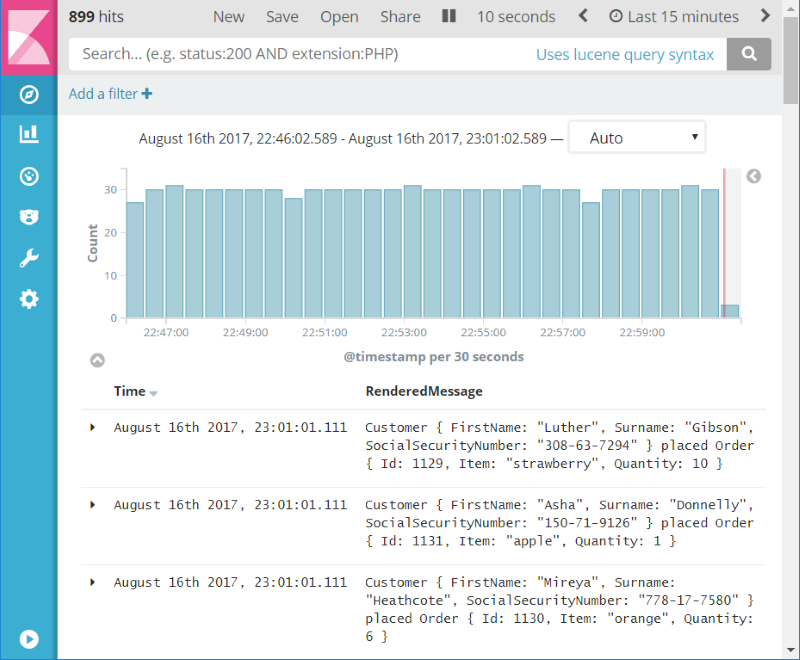 899 hits New Save Open Share 10 seconds Last 15 minutes
Search... (e.g. status:200 AND extension:PHP) Uses lucene query syntax
Add a filter +
August 16th 2017, 22:46:02.589 - August 16th 2017, 23:01:02.589 — Auto
Count
30
20
10
0
22:47:00 22:49:00 22:51:00 22:53:00 22:55:00 22:57:00 22:59:00
@timestamp per 30 seconds
Time RenderedMessage
August 16th 2017, 23:01:01.111 Customer { FirstName: "Luther", Surname: "Gibson",
SocialSecurityNumber: "308-63-7294" } placed Order
{ Id: 1129, Item: "strawberry", Quantity: 10 }
August 16th 2017, 23:01:01.111 Customer { FirstName: "Asha", Surname: "Donnelly",
SocialSecurityNumber: "150-71-9126" } placed Order
{ Id: 1131, Item: "apple", Quantity: 1 }
August 16th 2017, 23:01:01.111 Customer { FirstName: "Mireya", Surname:
"Heathcote", SocialSecurityNumber: "778-17-7580" }
placed Order { Id: 1130, Item: "orange", Quantity:
6 }